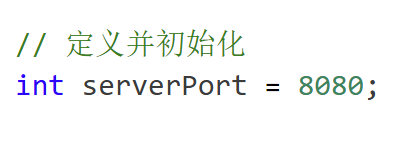 // 定义并初始化
int serverPort = 8080;